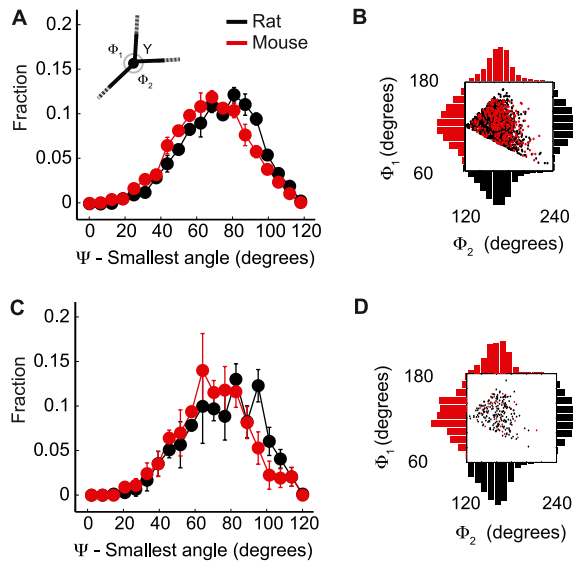 A
Φ1
Y
Φ2
Rat
Mouse
Fraction
0.2
0.15
0.1
0.05
0
0 20 40 60 80 100 120
Ψ - Smallest angle (degrees)
B
180
Φ1 (degrees)
60
120 240
Φ2 (degrees)
C
Fraction
0.2
0.15
0.1
0.05
0
0 20 40 60 80 100 120
Ψ - Smallest angle (degrees)
D
180
Φ1 (degrees)
60
120 240
Φ2 (degrees)